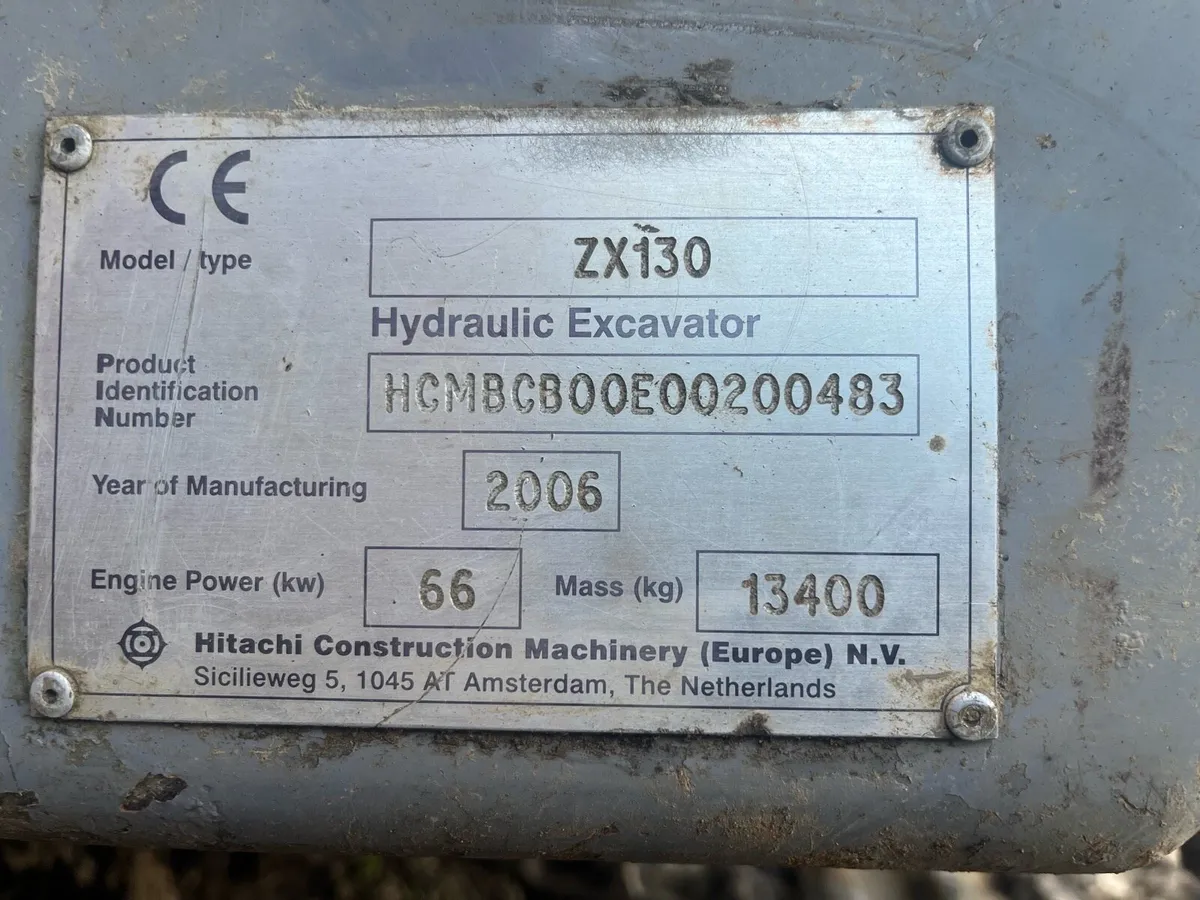 CE
Model / type
ZX130
Hydraulic Excavator
Product
Identification
Number
HCMBCB00E00200483
Year of Manufacturing 2006
Engine Power (kw) 66 Mass (kg) 13400
Hitachi Construction Machinery (Europe) N.V.
Sicilieweg 5, 1045 AT Amsterdam, The Netherlands